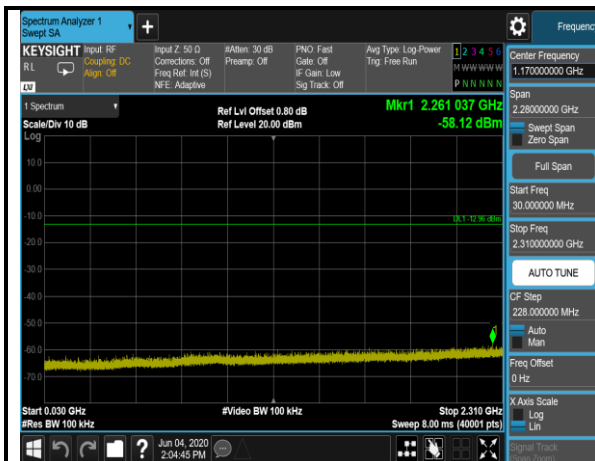 Spectrum Analyzer 1
Swept SA
+
Frequency
KEYSIGHT
RL
Input: RF
Coupling: DC
Align: Off
Input Z: 50 Ω
Corrections: Off
Freq Ref: Int (S)
NFE: Adaptive
#Atten: 30 dB
Preamp: Off
PNO: Fast
Gate: Off
IF Gain: Low
Sig Track: Off
Avg Type: Log-Power
Trig: Free Run
1 2 3 4 5 6
M W W W W W
P N N N N N
LXI
1 Spectrum
Scale/Div 10 dB
Ref Lvl Offset 0.80 dB
Ref Level 20.00 dBm
Mkr1 2.261 037 GHz
-58.12 dBm
Log
10.0
0.00
-10.0
DL1 -12.96 dBm
-20.0
-30.0
-40.0
-50.0
-60.0
-70.0
Start 0.030 GHz
#Res BW 100 kHz
#Video BW 100 kHz
Stop 2.310 GHz
Sweep 8.00 ms (40001 pts)
Center Frequency
1.170000000 GHz
Span
2.28000000 GHz
Swept Span
Zero Span
Full Span
Start Freq
30.000000 MHz
Stop Freq
2.310000000 GHz
AUTO TUNE
CF Step
228.000000 MHz
Auto
Man
Freq Offset
0 Hz
X Axis Scale
Log
Lin
Signal Track
(Span Zoom)
?
Jun 04, 2020
2:04:45 PM